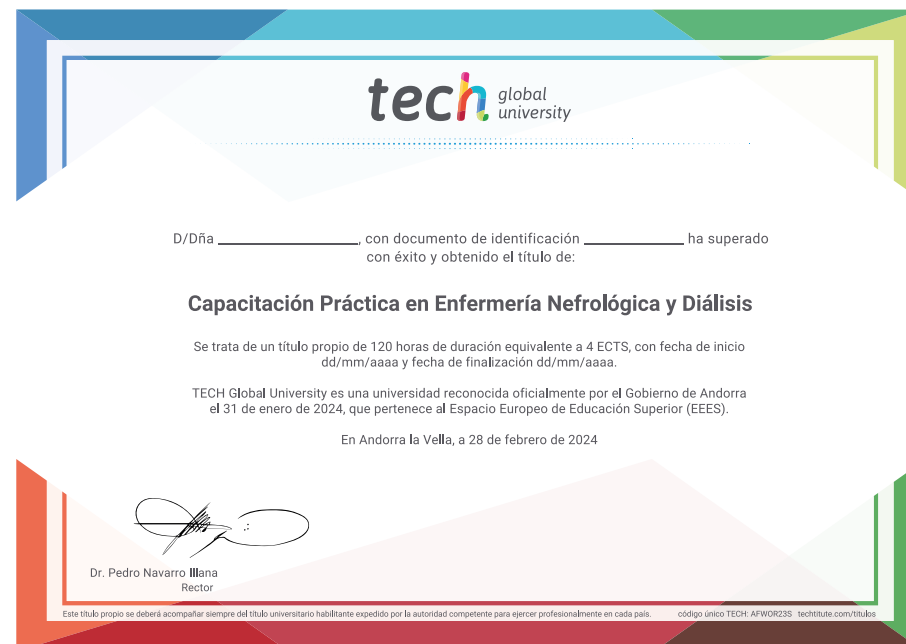 tech global
university
D/Dña ____________________, con documento de identificación ______________ ha superado
con éxito y obtenido el título de:
Capacitación Práctica en Enfermería Nefrológica y Diálisis
Se trata de un título propio de 120 horas de duración equivalente a 4 ECTS, con fecha de inicio
dd/mm/aaaa y fecha de finalización dd/mm/aaaa.
TECH Global University es una universidad reconocida oficialmente por el Gobierno de Andorra
el 31 de enero de 2024, que pertenece al Espacio Europeo de Educación Superior (EEES).
En Andorra la Vella, a 28 de febrero de 2024
Dr. Pedro Navarro Illana
Rector
Este título propio se deberá acompañar siempre del título universitario habilitante expedido por la autoridad competente para ejercer profesionalmente en cada país. código único TECH: AFWOR23S techtitute.com/titulos